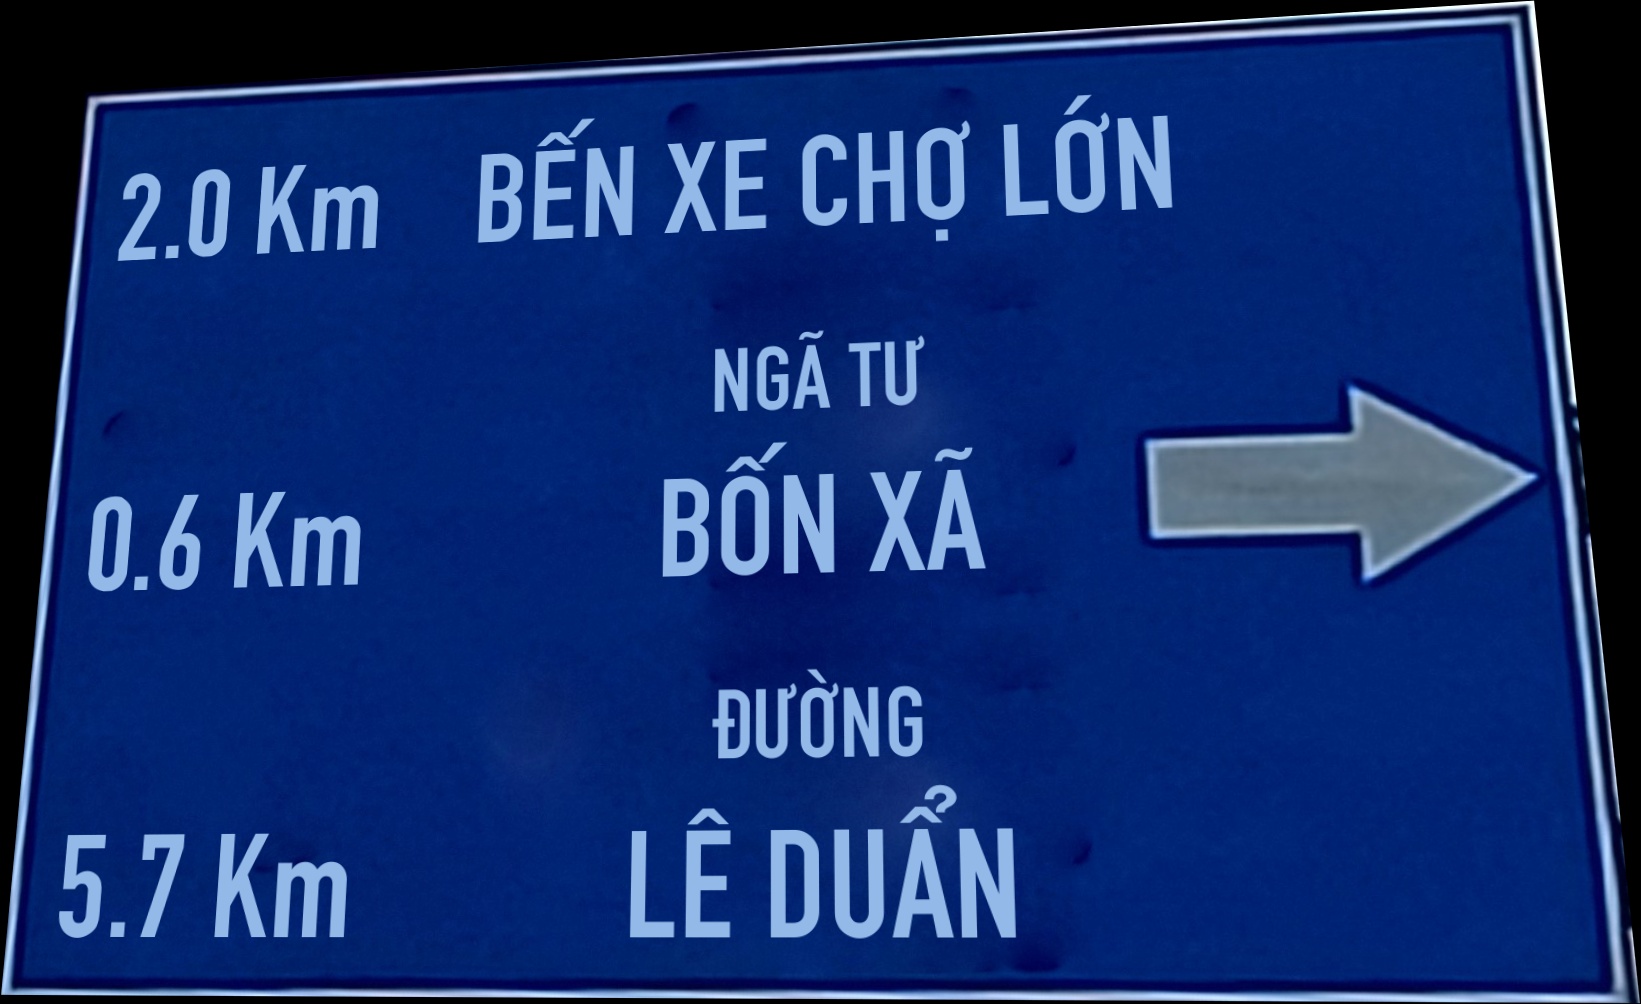 2.0 Km BẾN XE CHỢ LỚN
NGÃ TƯ
0.6 Km BỐN XÃ
ĐƯỜNG
5.7 Km LÊ DUẨN